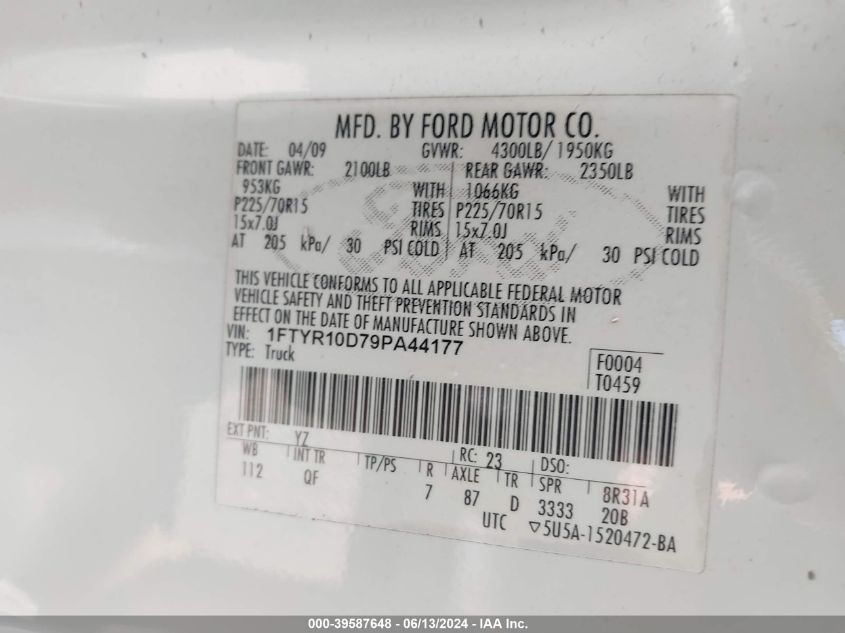 MFD. BY FORD MOTOR CO.
DATE: 04/09 GVWR: 4300LB/ 1950KG
FRONT GAWR: 2100LB REAR GAWR: 2350LB
953KG WITH 1066KG WITH
P225/70R15 TIRES P225/70R15 TIRES
15x7.0J RIMS 15x7.0J RIMS
AT 205 kPa/ 30 PSI COLD AT 205 kPa/ 30 PSI COLD
THIS VEHICLE CONFORMS TO ALL APPLICABLE FEDERAL MOTOR
VEHICLE SAFETY AND THEFT PREVENTION STANDARDS IN
EFFECT ON THE DATE OF MANUFACTURE SHOWN ABOVE.
VIN: 1FTYR10D79PA44177
TYPE: Truck F0004
T0459
EXT PNT: YZ RC: 23 DSO:
WB INT TR TP/PS R AXLE TR SPR 8R31A
112 QF 7 87 D 3333 20B
UTC ▽5U5A-1520472-BA
000-39587648 - 06/13/2024 - IAA Inc.